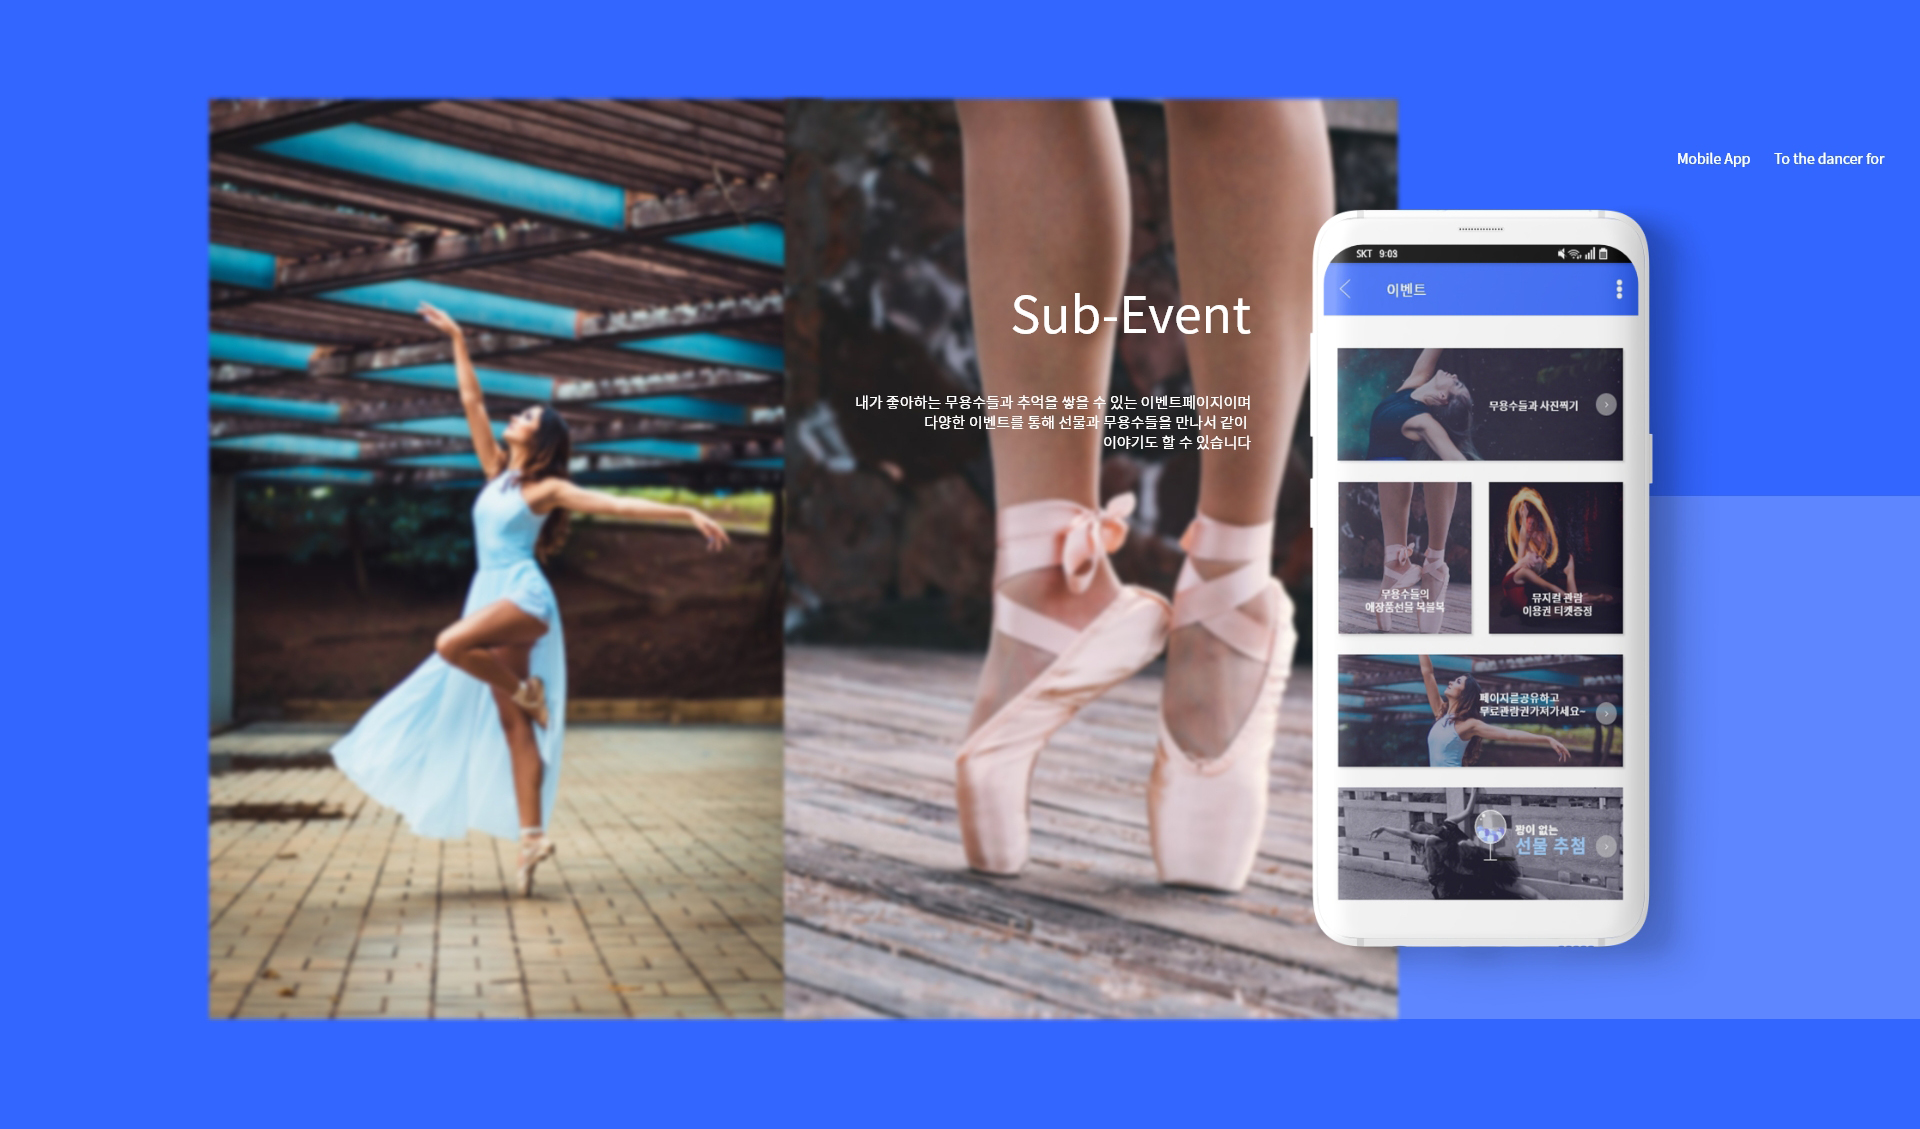 Mobile App To the dancer for
Sub-Event
내가 좋아하는 무용수들과 추억을 쌓을 수 있는 이벤트페이지이며
다양한 이벤트를 통해 선물과 무용수들을 만나서 같이
이야기도 할 수 있습니다
SKT 9:03
이벤트
무용수들과 사진찍기
무용수들의
애장품선물 복불복
뮤지컬 관람
이용권 티켓증정
페이지를공유하고
무료관람권가져가세요~
꽝이 없는
선물 추첨